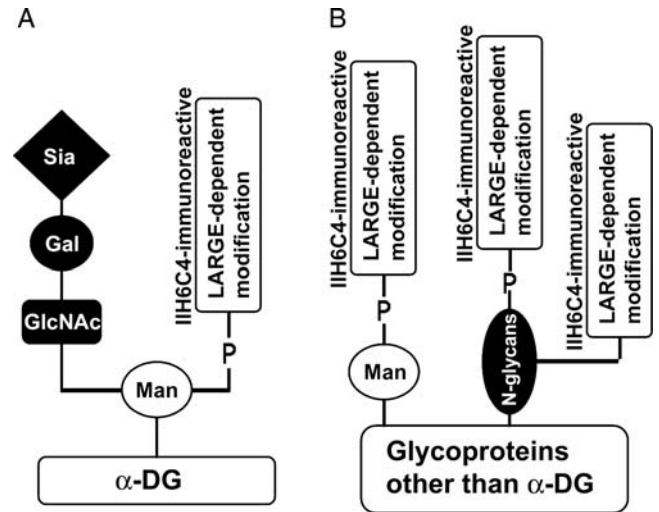 A
Sia
Gal
GlcNAc
Man
P
IIH6C4-immunoreactive
LARGE-dependent
modification
α-DG
B
IIH6C4-immunoreactive
LARGE-dependent
modification
P
Man
IIH6C4-immunoreactive
LARGE-dependent
modification
P
N-glycans
IIH6C4-immunoreactive
LARGE-dependent
modification
Glycoproteins
other than α-DG